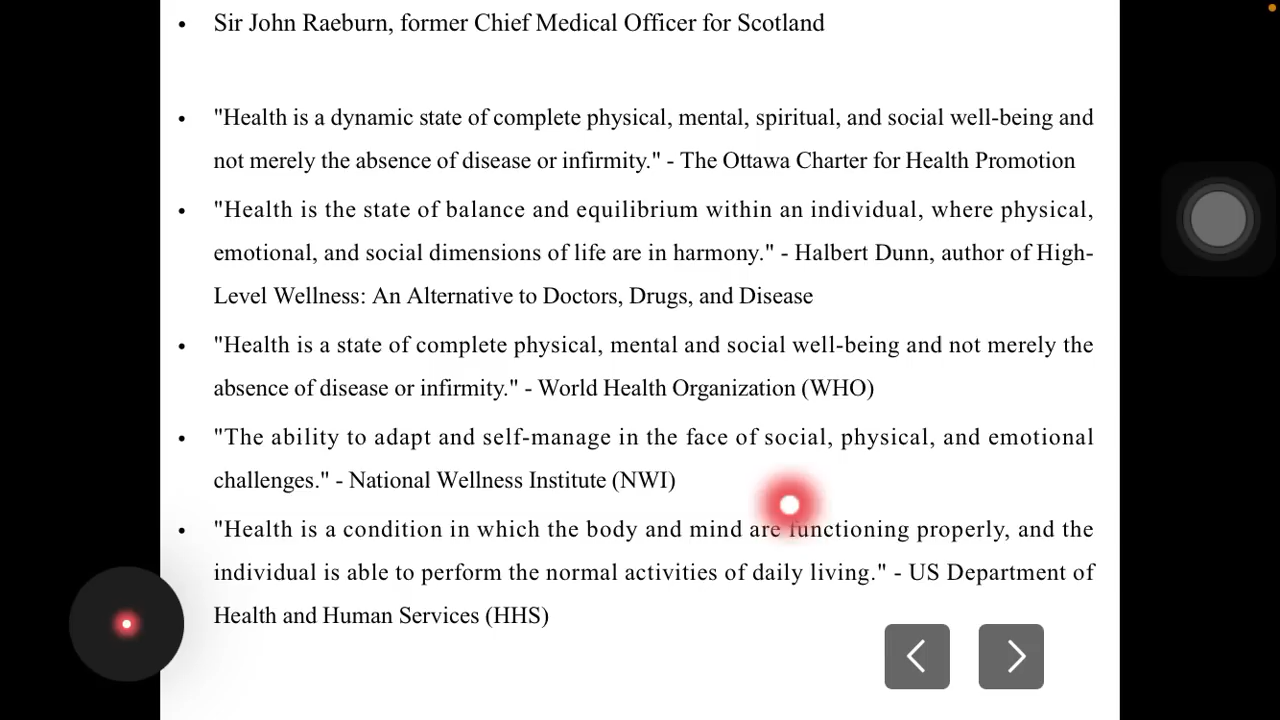 • Sir John Raeburn, former Chief Medical Officer for Scotland
• "Health is a dynamic state of complete physical, mental, spiritual, and social well-being and
not merely the absence of disease or infirmity." - The Ottawa Charter for Health Promotion
• "Health is the state of balance and equilibrium within an individual, where physical,
emotional, and social dimensions of life are in harmony." - Halbert Dunn, author of High-
Level Wellness: An Alternative to Doctors, Drugs, and Disease
• "Health is a state of complete physical, mental and social well-being and not merely the
absence of disease or infirmity." - World Health Organization (WHO)
• "The ability to adapt and self-manage in the face of social, physical, and emotional
challenges." - National Wellness Institute (NWI)
• "Health is a condition in which the body and mind are functioning properly, and the
individual is able to perform the normal activities of daily living." - US Department of
Health and Human Services (HHS)